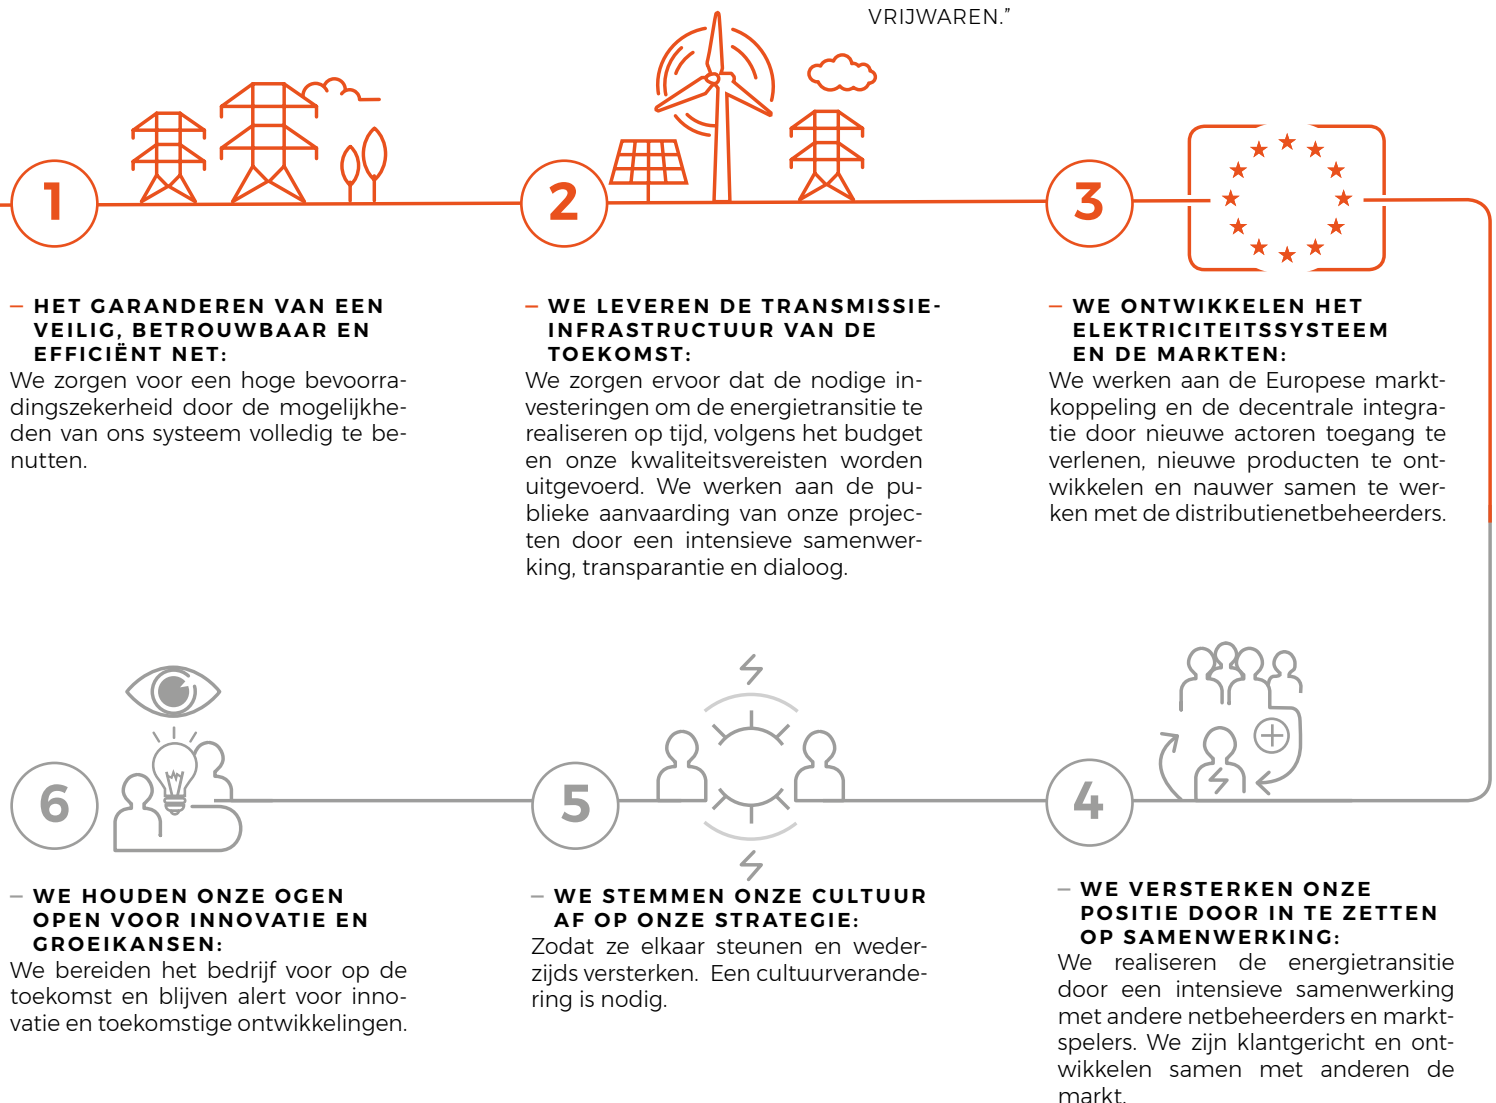 VRIJWAREN.”
1
— HET GARANDEREN VAN EEN
VEILIG, BETROUWBAAR EN
EFFICIËNT NET:
We zorgen voor een hoge bevoorra-
dingszekerheid door de mogelijkhe-
den van ons systeem volledig te be-
nutten.
2
— WE LEVEREN DE TRANSMISSIE-
INFRASTRUCTUUR VAN DE
TOEKOMST:
We zorgen ervoor dat de nodige in-
vesteringen om de energietransitie te
realiseren op tijd, volgens het budget
en onze kwaliteitsvereisten worden
uitgevoerd. We werken aan de pu-
blieke aanvaarding van onze projec-
ten door een intensieve samenwer-
king, transparantie en dialoog.
3
— WE ONTWIKKELEN HET
ELEKTRICITEITSSYSTEEM
EN DE MARKTEN:
We werken aan de Europese markt-
koppeling en de decentrale integra-
tie door nieuwe actoren toegang te
verlenen, nieuwe producten te ont-
wikkelen en nauwer samen te wer-
ken met de distributienetbeheerders.
4
— WE VERSTERKEN ONZE
POSITIE DOOR IN TE ZETTEN
OP SAMENWERKING:
We realiseren de energietransitie
door een intensieve samenwerking
met andere netbeheerders en markt-
spelers. We zijn klantgericht en ont-
wikkelen samen met anderen de
markt.
5
— WE STEMMEN ONZE CULTUUR
AF OP ONZE STRATEGIE:
Zodat ze elkaar steunen en weder-
zijds versterken. Een cultuurverande-
ring is nodig.
6
— WE HOUDEN ONZE OGEN
OPEN VOOR INNOVATIE EN
GROEIKANSEN:
We bereiden het bedrijf voor op de
toekomst en blijven alert voor inno-
vatie en toekomstige ontwikkelingen.